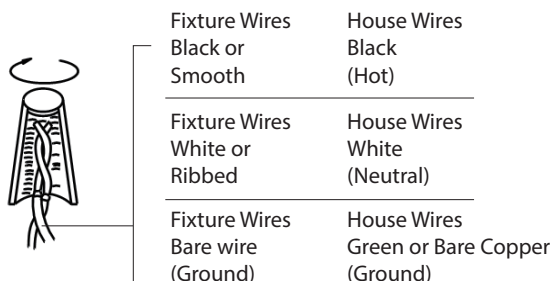 Fixture Wires House Wires
Black or Black
Smooth (Hot)
Fixture Wires House Wires
White or White
Ribbed (Neutral)
Fixture Wires House Wires
Bare wire Green or Bare Copper
(Ground) (Ground)